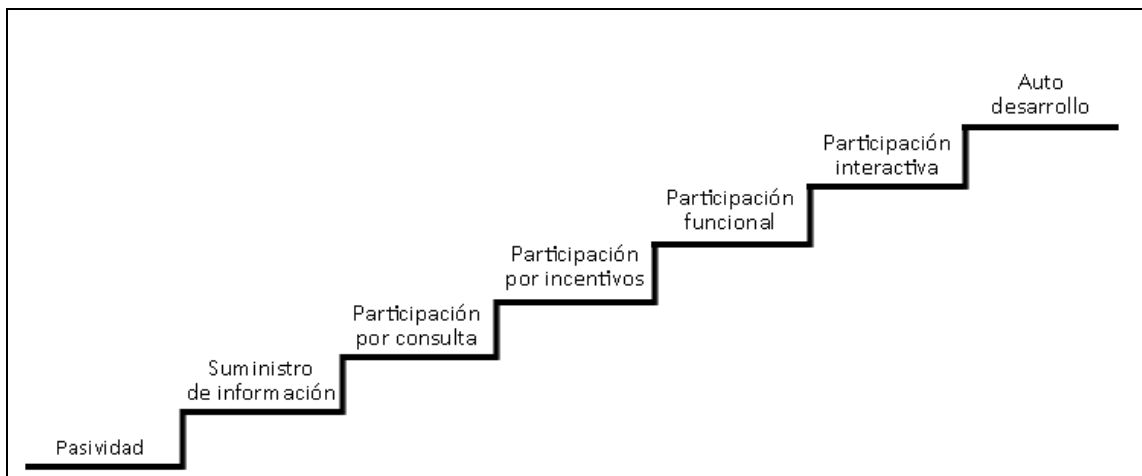 Auto
desarrollo
Participación
interactiva
Participación
funcional
Participación
por incentivos
Participación
por consulta
Suministro
de información
Pasividad